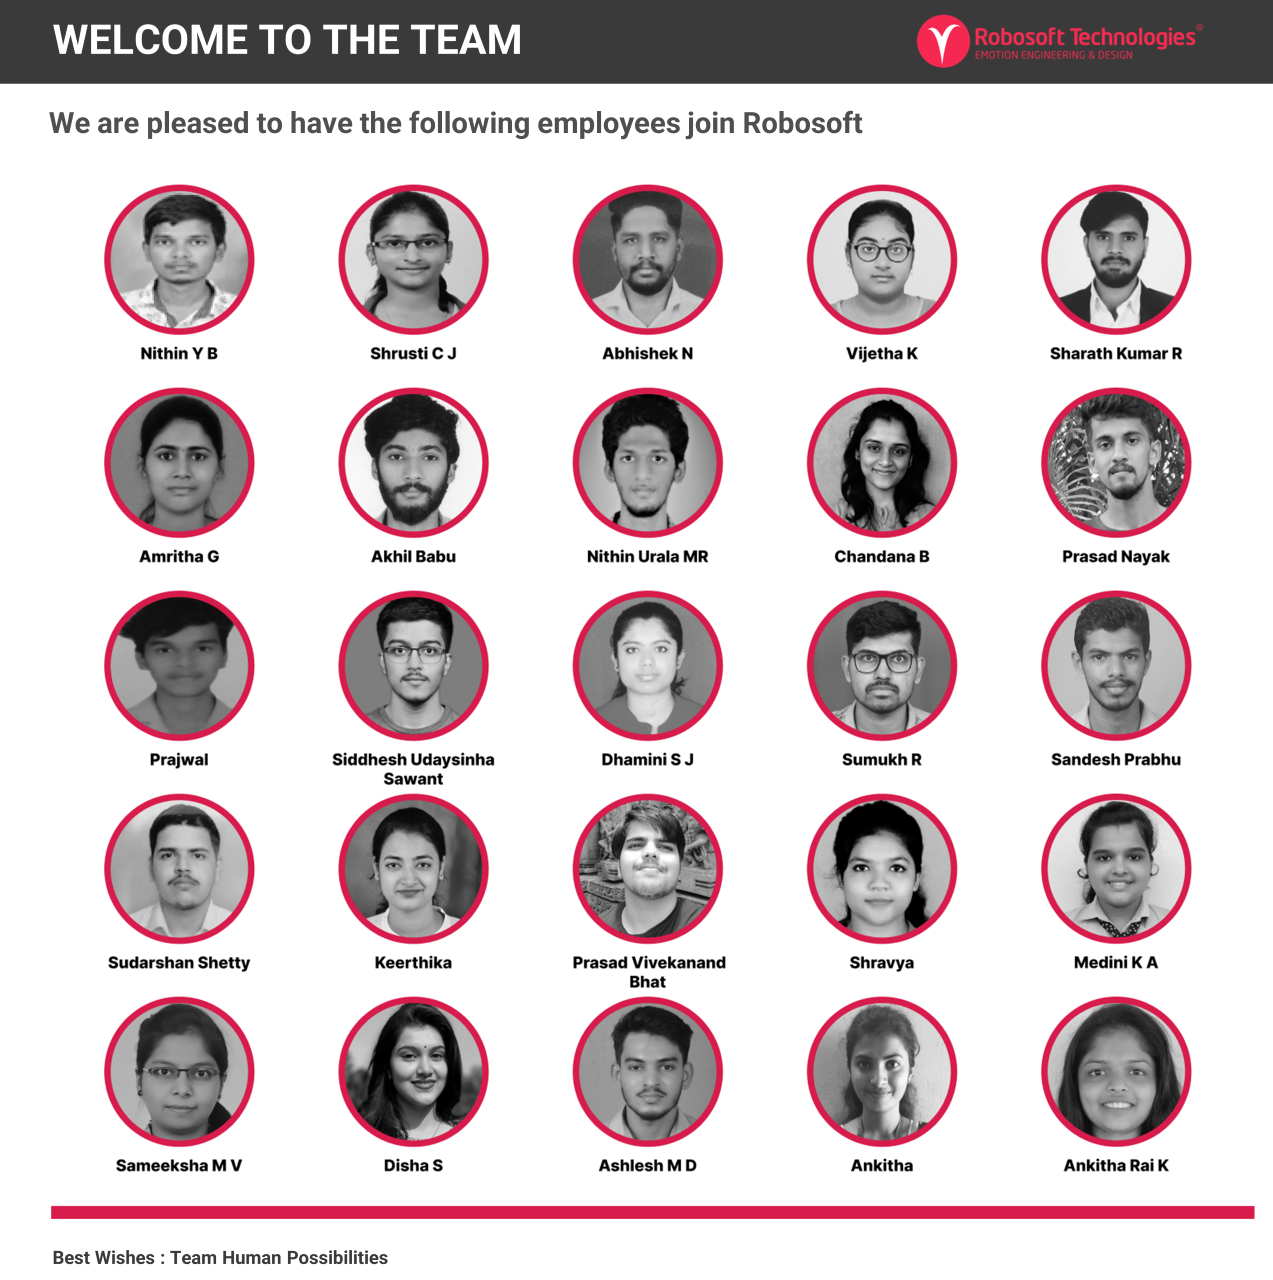 WELCOME TO THE TEAM
Robosoft Technologies®
EMOTION ENGINEERING & DESIGN
We are pleased to have the following employees join Robosoft
Nithin Y B
Shrusti C J
Abhishek N
Vijetha K
Sharath Kumar R
Amritha G
Akhil Babu
Nithin Urala MR
Chandana B
Prasad Nayak
Prajwal
Siddhesh Udaysinha
Sawant
Dhamini S J
Sumukh R
Sandesh Prabhu
Sudarshan Shetty
Keerthika
Prasad Vivekanand
Bhat
Shravya
Medini K A
Sameeksha M V
Disha S
Ashlesh M D
Ankitha
Ankitha Rai K
Best Wishes : Team Human Possibilities